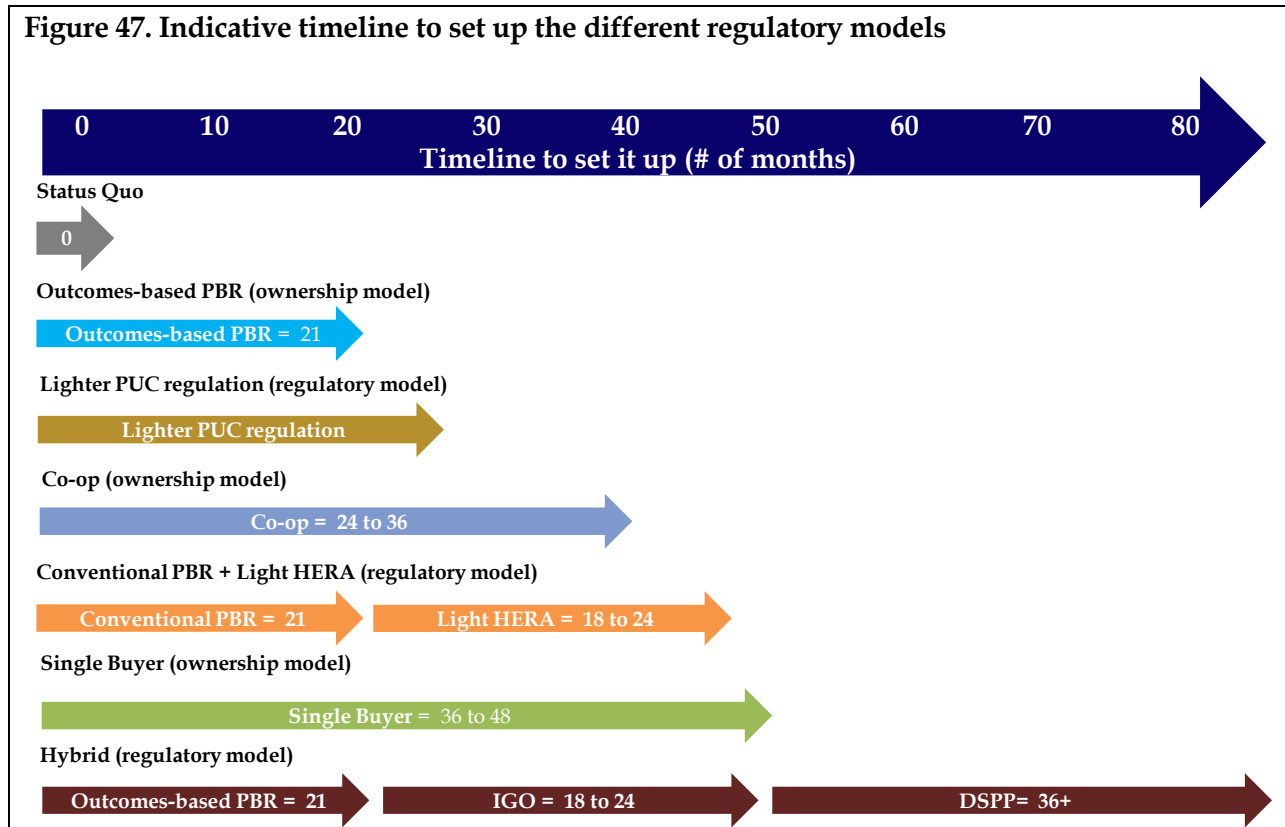 Figure 47. Indicative timeline to set up the different regulatory models
0 10 20 30 40 50 60 70 80
Timeline to set it up (# of months)
Status Quo
0
Outcomes-based PBR (ownership model)
Outcomes-based PBR = 21
Lighter PUC regulation (regulatory model)
Lighter PUC regulation
Co-op (ownership model)
Co-op = 24 to 36
Conventional PBR + Light HERA (regulatory model)
Conventional PBR = 21 Light HERA = 18 to 24
Single Buyer (ownership model)
Single Buyer = 36 to 48
Hybrid (regulatory model)
Outcomes-based PBR = 21 IGO = 18 to 24 DSPP= 36+